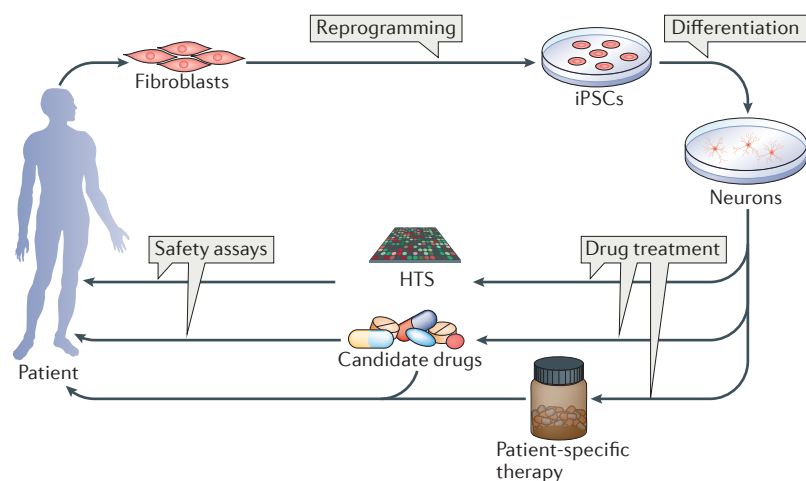 Reprogramming
Differentiation
Fibroblasts
iPSCs
Neurons
Safety assays
Drug treatment
HTS
Candidate drugs
Patient
Patient-specific
therapy